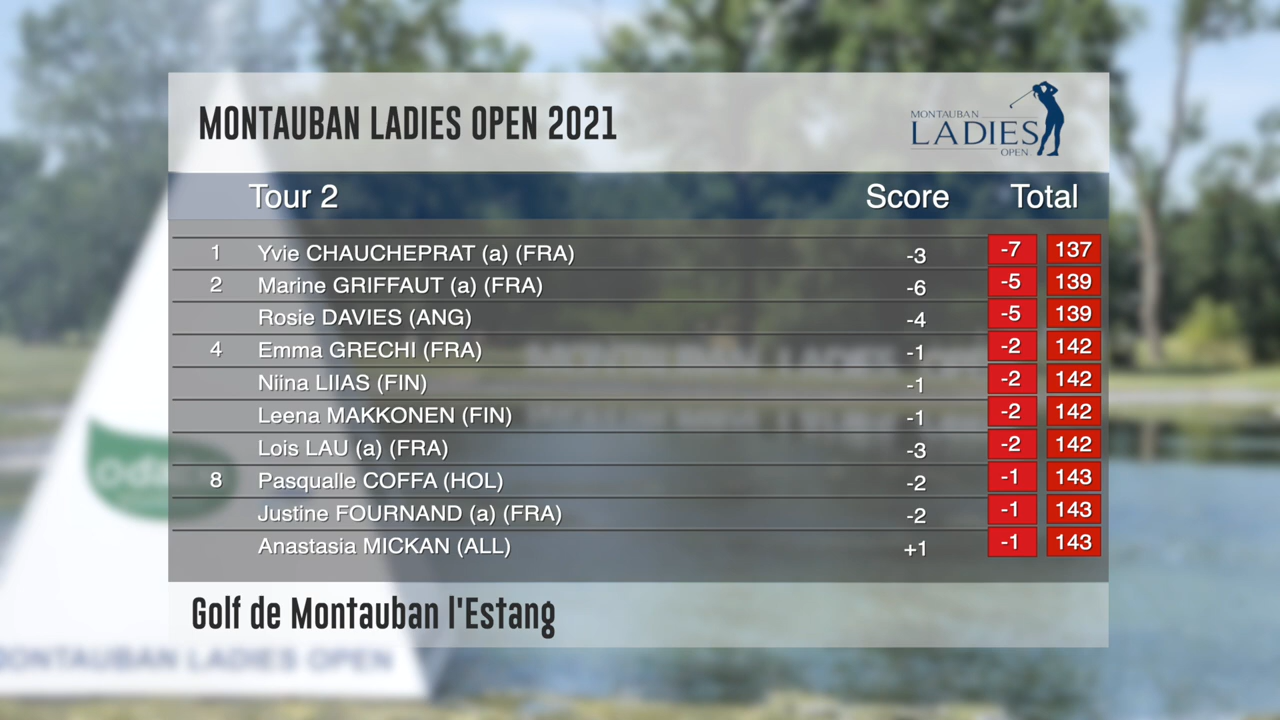 MONTAUBAN LADIES OPEN 2021
MONTAUBAN
LADIES
OPEN
Tour 2 Score Total
1 Yvie CHAUCHEPRAT (a) (FRA) -3 -7 137
2 Marine GRIFFAUT (a) (FRA) -6 -5 139
Rosie DAVIES (ANG) -4 -5 139
4 Emma GRECHI (FRA) -1 -2 142
Niina LIIAS (FIN) -1 -2 142
Leena MAKKONEN (FIN) -1 -2 142
Lois LAU (a) (FRA) -3 -2 142
8 Pasqualle COFFA (HOL) -2 -1 143
Justine FOURNAND (a) (FRA) -2 -1 143
Anastasia MICKAN (ALL) +1 -1 143
Golf de Montauban l'Estang
MONTAUBAN LADIES OPEN